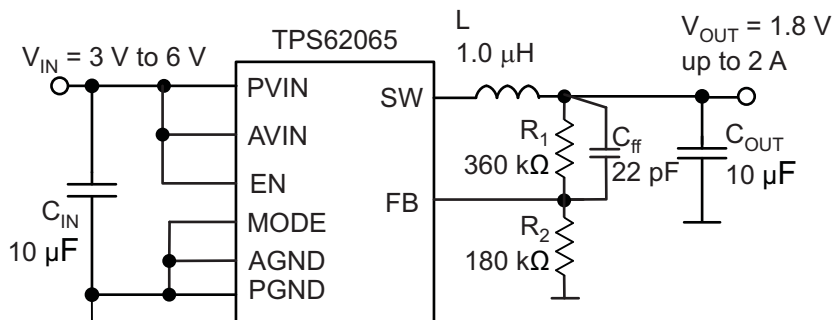 TPS62065
V_IN = 3 V to 6 V
PVIN
AVIN
EN
MODE
AGND
PGND
SW
FB
C_IN
10 µF
L
1.0 µH
R_1
360 kΩ
C_ff
22 pF
R_2
180 kΩ
V_OUT = 1.8 V
up to 2 A
C_OUT
10 µF